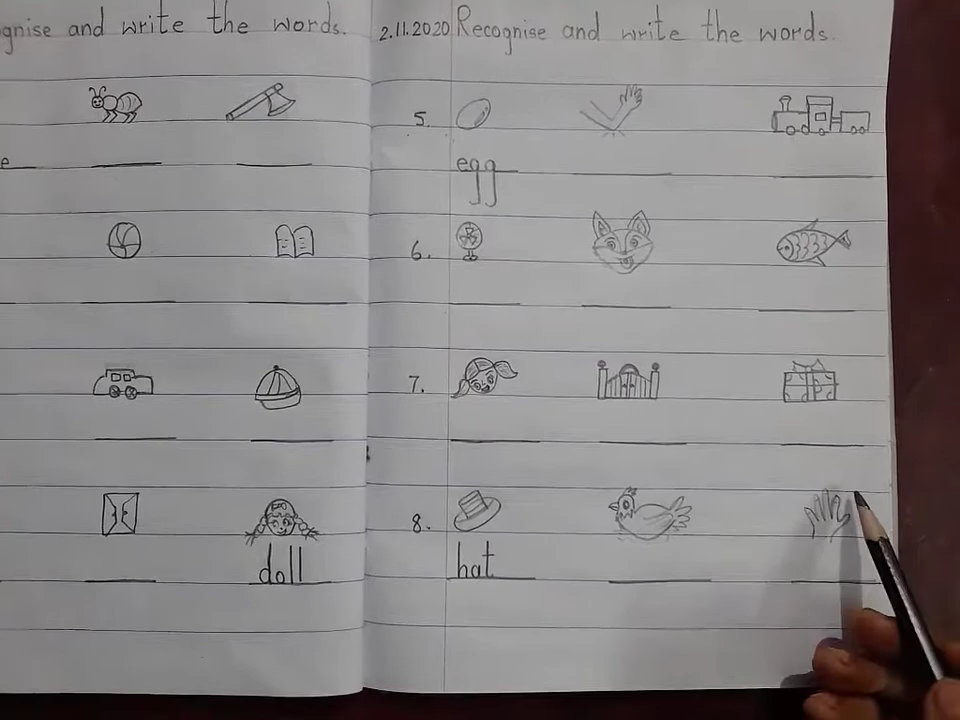 gnise and write the words.
e
doll
2.11.2020 Recognise and write the words.
5.
egg
6.
7.
8.
hat